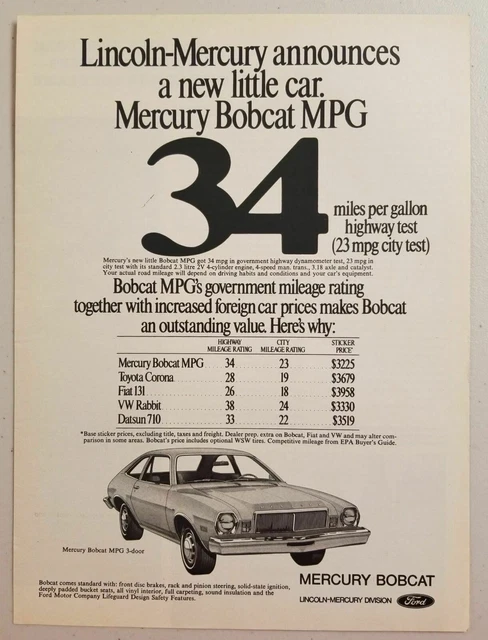 Lincoln-Mercury announces
a new little car.
Mercury Bobcat MPG
34
miles per gallon
highway test
(23 mpg city test)
Mercury's new little Bobcat MPG got 34 mpg in government highway dynamometer test, 23 mpg in
city test with its standard 2.3 litre 2V 4-cylinder engine, 4-speed man. trans., 3.18 axle and catalyst.
Your actual road mileage will depend on driving habits and conditions and your car's equipment.
Bobcat MPG's government mileage rating
together with increased foreign car prices makes Bobcat
an outstanding value. Here's why:
HIGHWAY MILEAGE RATING CITY MILEAGE RATING STICKER PRICE*
Mercury Bobcat MPG 34 23 $3225
Toyota Corona 28 19 $3679
Fiat 131 26 18 $3958
VW Rabbit 38 24 $3330
Datsun 710 33 22 $3519
*Base sticker prices, excluding title, taxes and freight. Dealer prep. extra on Bobcat, Fiat and VW and may alter com-
parison in some areas. Bobcat's price includes optional WSW tires. Competitive mileage from EPA Buyer's Guide.
Mercury Bobcat MPG 3-door
Bobcat comes standard with: front disc brakes, rack and pinion steering, solid-state ignition,
deeply padded bucket seats, all vinyl interior, full carpeting, sound insulation and the
Ford Motor Company Lifeguard Design Safety Features.
MERCURY BOBCAT
LINCOLN-MERCURY DIVISION Ford